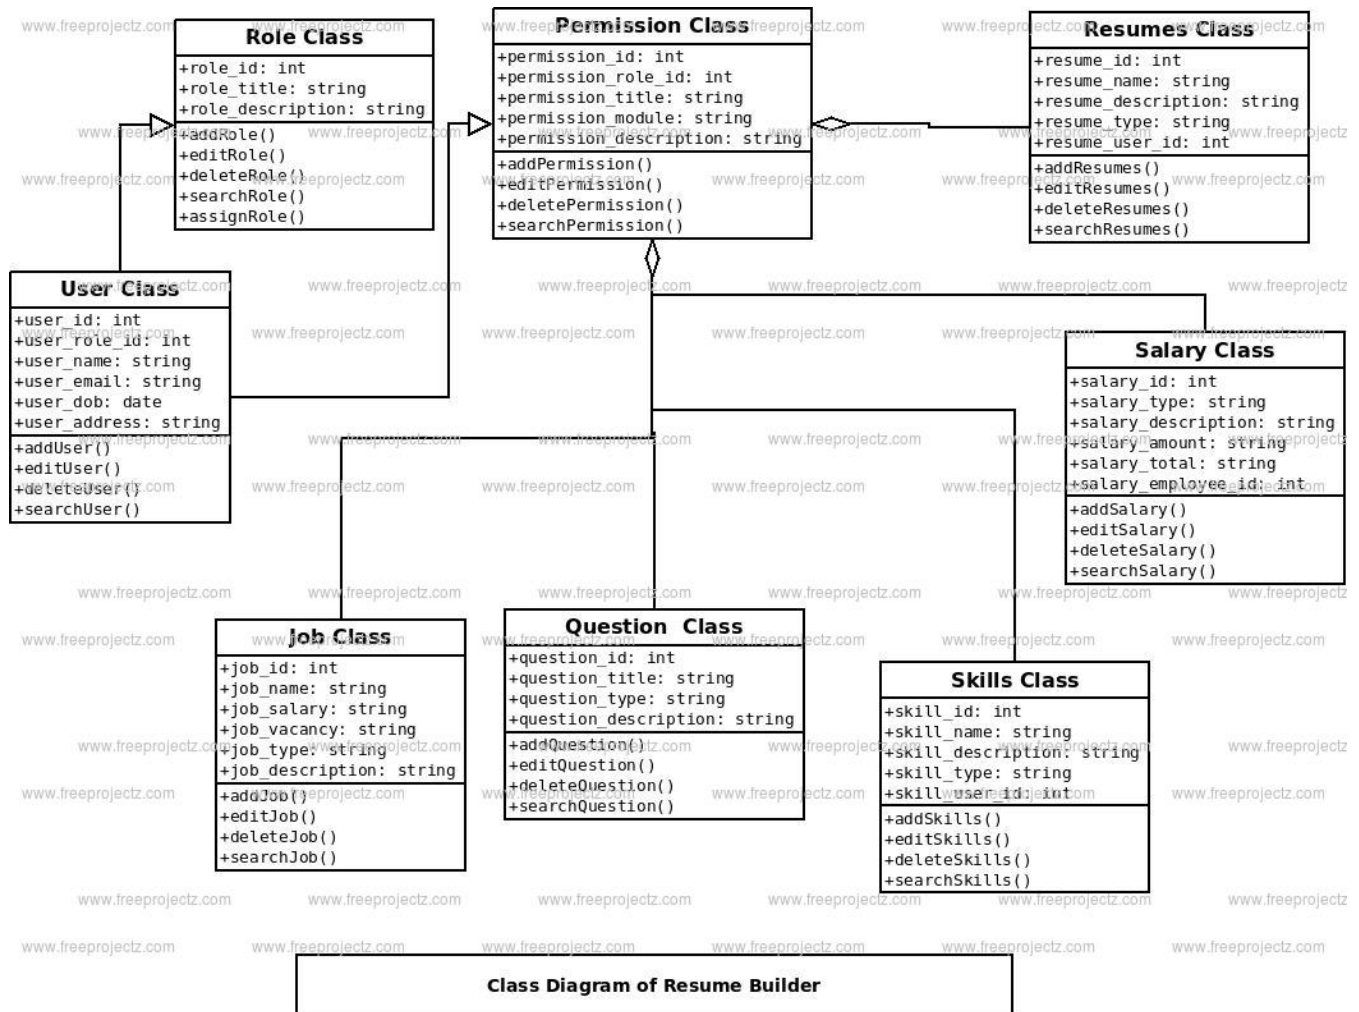 Role Class
+role_id: int
+role_title: string
+role_description: string
+addRole()
+editRole()
+deleteRole()
+searchRole()
+assignRole()
Permission Class
+permission_id: int
+permission_role_id: int
+permission_title: string
+permission_module: string
+permission_description: string
+addPermission()
+editPermission()
+deletePermission()
+searchPermission()
Resumes Class
+resume_id: int
+resume_name: string
+resume_description: string
+resume_type: string
+resume_user_id: int
+addResumes()
+editResumes()
+deleteResumes()
+searchResumes()
User Class
+user_id: int
+user_role_id: int
+user_name: string
+user_email: string
+user_dob: date
+user_address: string
+addUser()
+editUser()
+deleteUser()
+searchUser()
Salary Class
+salary_id: int
+salary_type: string
+salary_description: string
+salary_amount: string
+salary_total: string
+salary_employee_id: int
+addSalary()
+editSalary()
+deleteSalary()
+searchSalary()
Job Class
+job_id: int
+job_name: string
+job_salary: string
+job_vacancy: string
+job_type: string
+job_description: string
+addJob()
+editJob()
+deleteJob()
+searchJob()
Question  Class
+question_id: int
+question_title: string
+question_type: string
+question_description: string
+addQuestion()
+editQuestion()
+deleteQuestion()
+searchQuestion()
Skills Class
+skill_id: int
+skill_name: string
+skill_description: string
+skill_type: string
+skill_user_id: int
+addSkills()
+editSkills()
+deleteSkills()
+searchSkills()
Class Diagram of Resume Builder
www.freeprojectz.com